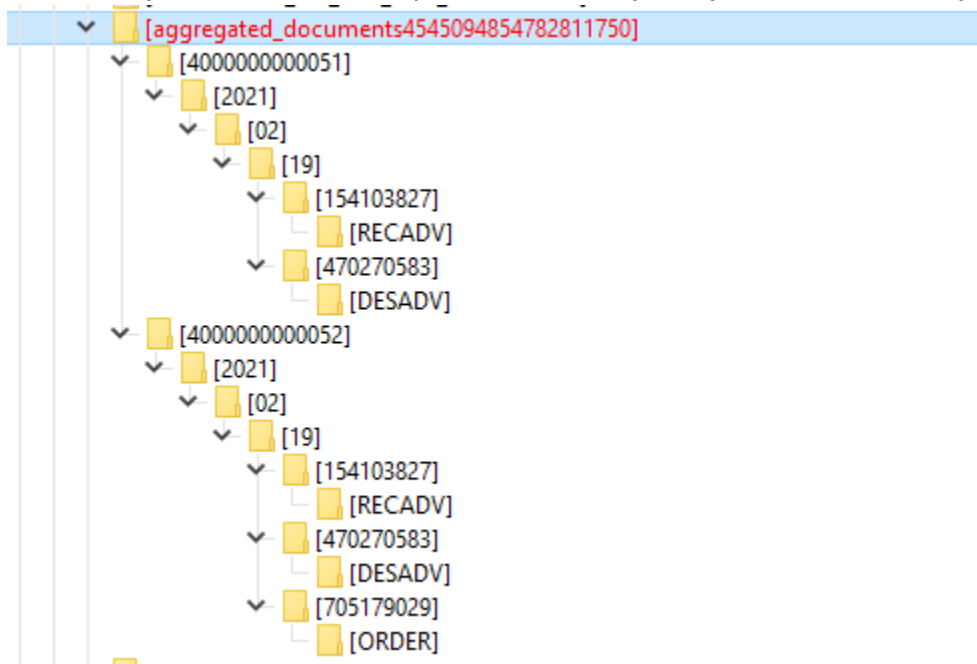 [aggregated_documents4545094854782811750]
[4000000000051]
[2021]
[02]
[19]
[154103827]
[RECADV]
[470270583]
[DESADV]
[4000000000052]
[2021]
[02]
[19]
[154103827]
[RECADV]
[470270583]
[DESADV]
[705179029]
[ORDER]